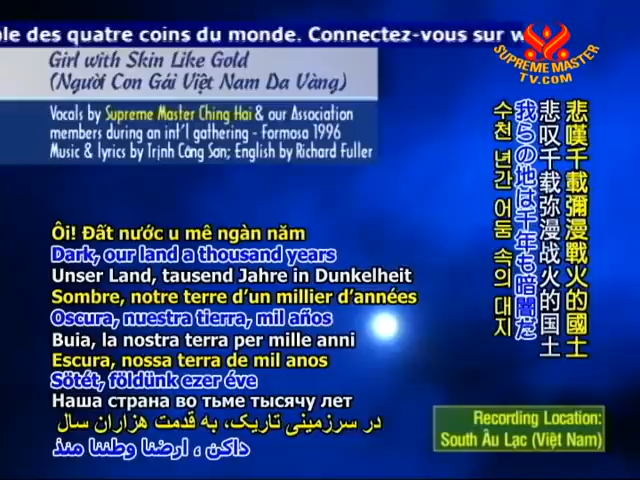 ble des quatre coins du monde. Connectez-vous sur w
SUPREME MASTER
TV.COM
Girl with Skin Like Gold
(Người Con Gái Việt Nam Da Vàng)
Vocals by Supreme Master Ching Hai & our Association
members during an int'l gathering - Formosa 1996
Music & lyrics by Trịnh Công Sơn; English by Richard Fuller
悲嘆千載彌漫戰火的國土
悲叹千载弥漫战火的国土
我らの地は千年も暗闇だ
수천 년간 어둠 속의 대지
Ôi! Đất nước u mê ngàn năm
Dark, our land a thousand years
Unser Land, tausend Jahre in Dunkelheit
Sombre, notre terre d'un millier d'années
Oscura, nuestra tierra, mil años
Buia, la nostra terra per mille anni
Escura, nossa terra de mil anos
Sötét, földünk ezer éve
Наша страна во тьме тысячу лет
در سرزمینی تاریک، به قدمت هزاران سال
داكن ، ارضنا وطننا منذ
Recording Location:
South Âu Lạc (Việt Nam)